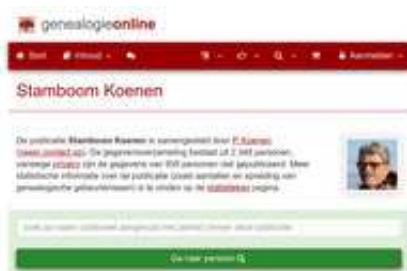 genealogieonline
Start Inhoud Aanmelden
Stamboom Koenen
De publicatie Stamboom Koenen is samengesteld door P. Koenen
(neem contact op). De gegevensverzameling bestaat uit personen,
vanwege privacy zijn de gegevens van personen niet gepubliceerd. Meer
statistische informatie over de publicatie (zoals aantallen en spreiding van
genealogische gebeurtenissen) is te vinden op de statistieken pagina.
Ga naar persoon